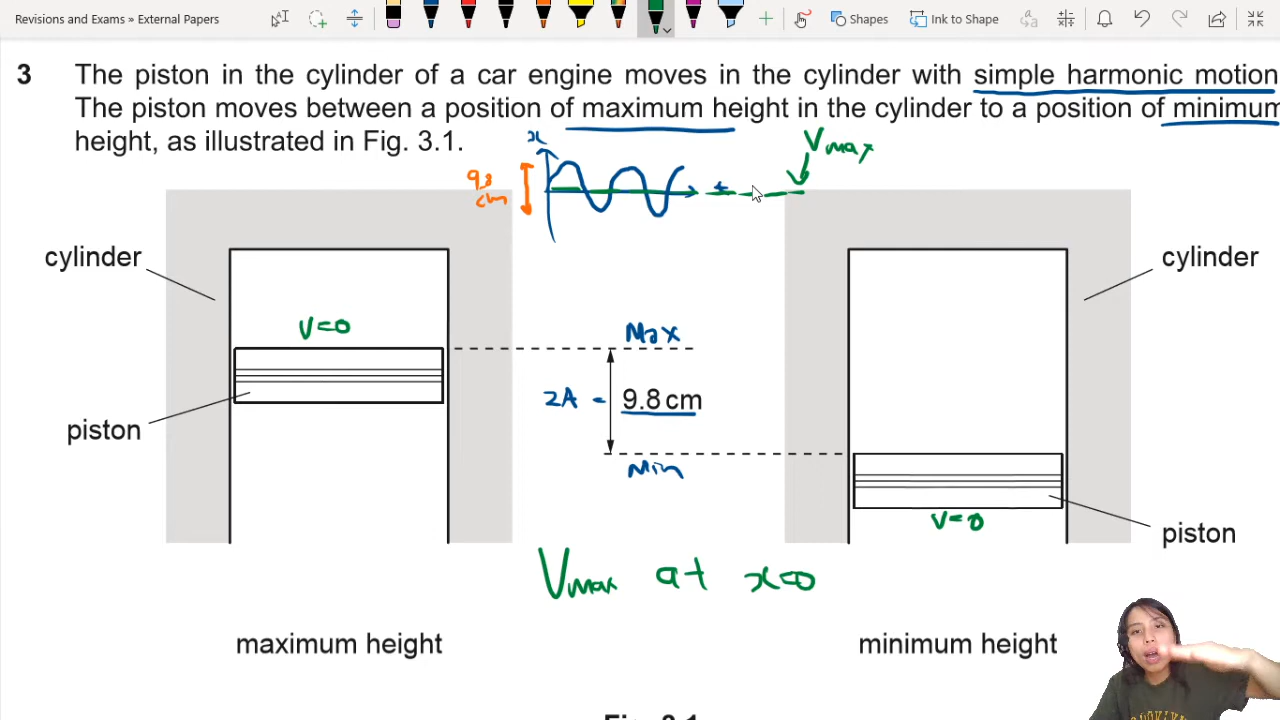 Revisions and Exams » External Papers
Shapes
Ink to Shape
3 The piston in the cylinder of a car engine moves in the cylinder with simple harmonic motion
The piston moves between a position of maximum height in the cylinder to a position of minimum
height, as illustrated in Fig. 3.1.
x
Vmax
9.8
cm
t
cylinder
cylinder
V=0
Max
2A = 9.8 cm
piston
Min
V=0
piston
Vmax at x=0
maximum height
minimum height